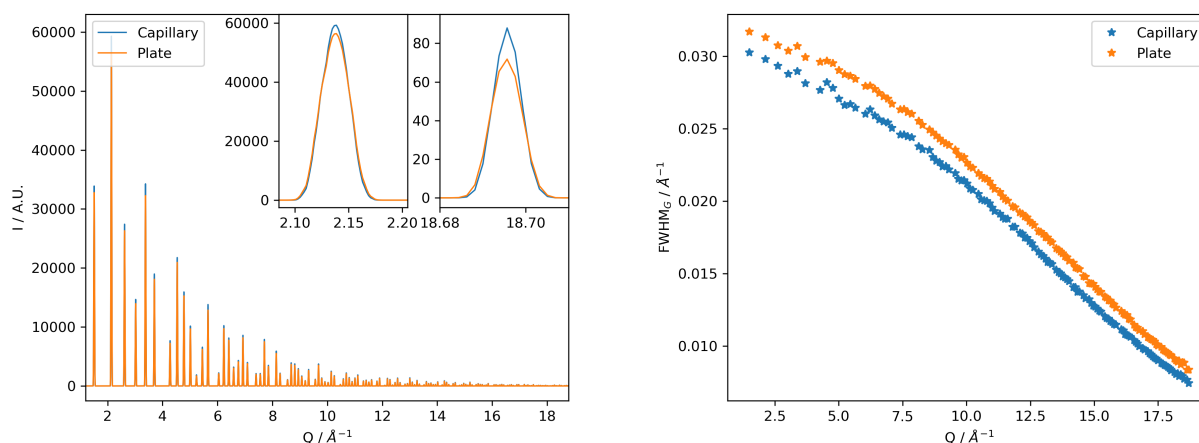 Capillary
Plate
60000
50000
40000
30000
20000
10000
0
I / A.U.
2 4 6 8 10 12 14 16 18
Q / Å⁻¹
60000
40000
20000
0
2.10 2.15 2.20
80
60
40
20
0
18.68 18.70
Capillary
Plate
0.030
0.025
0.020
0.015
0.010
FWHM_G / Å⁻¹
2.5 5.0 7.5 10.0 12.5 15.0 17.5
Q / Å⁻¹